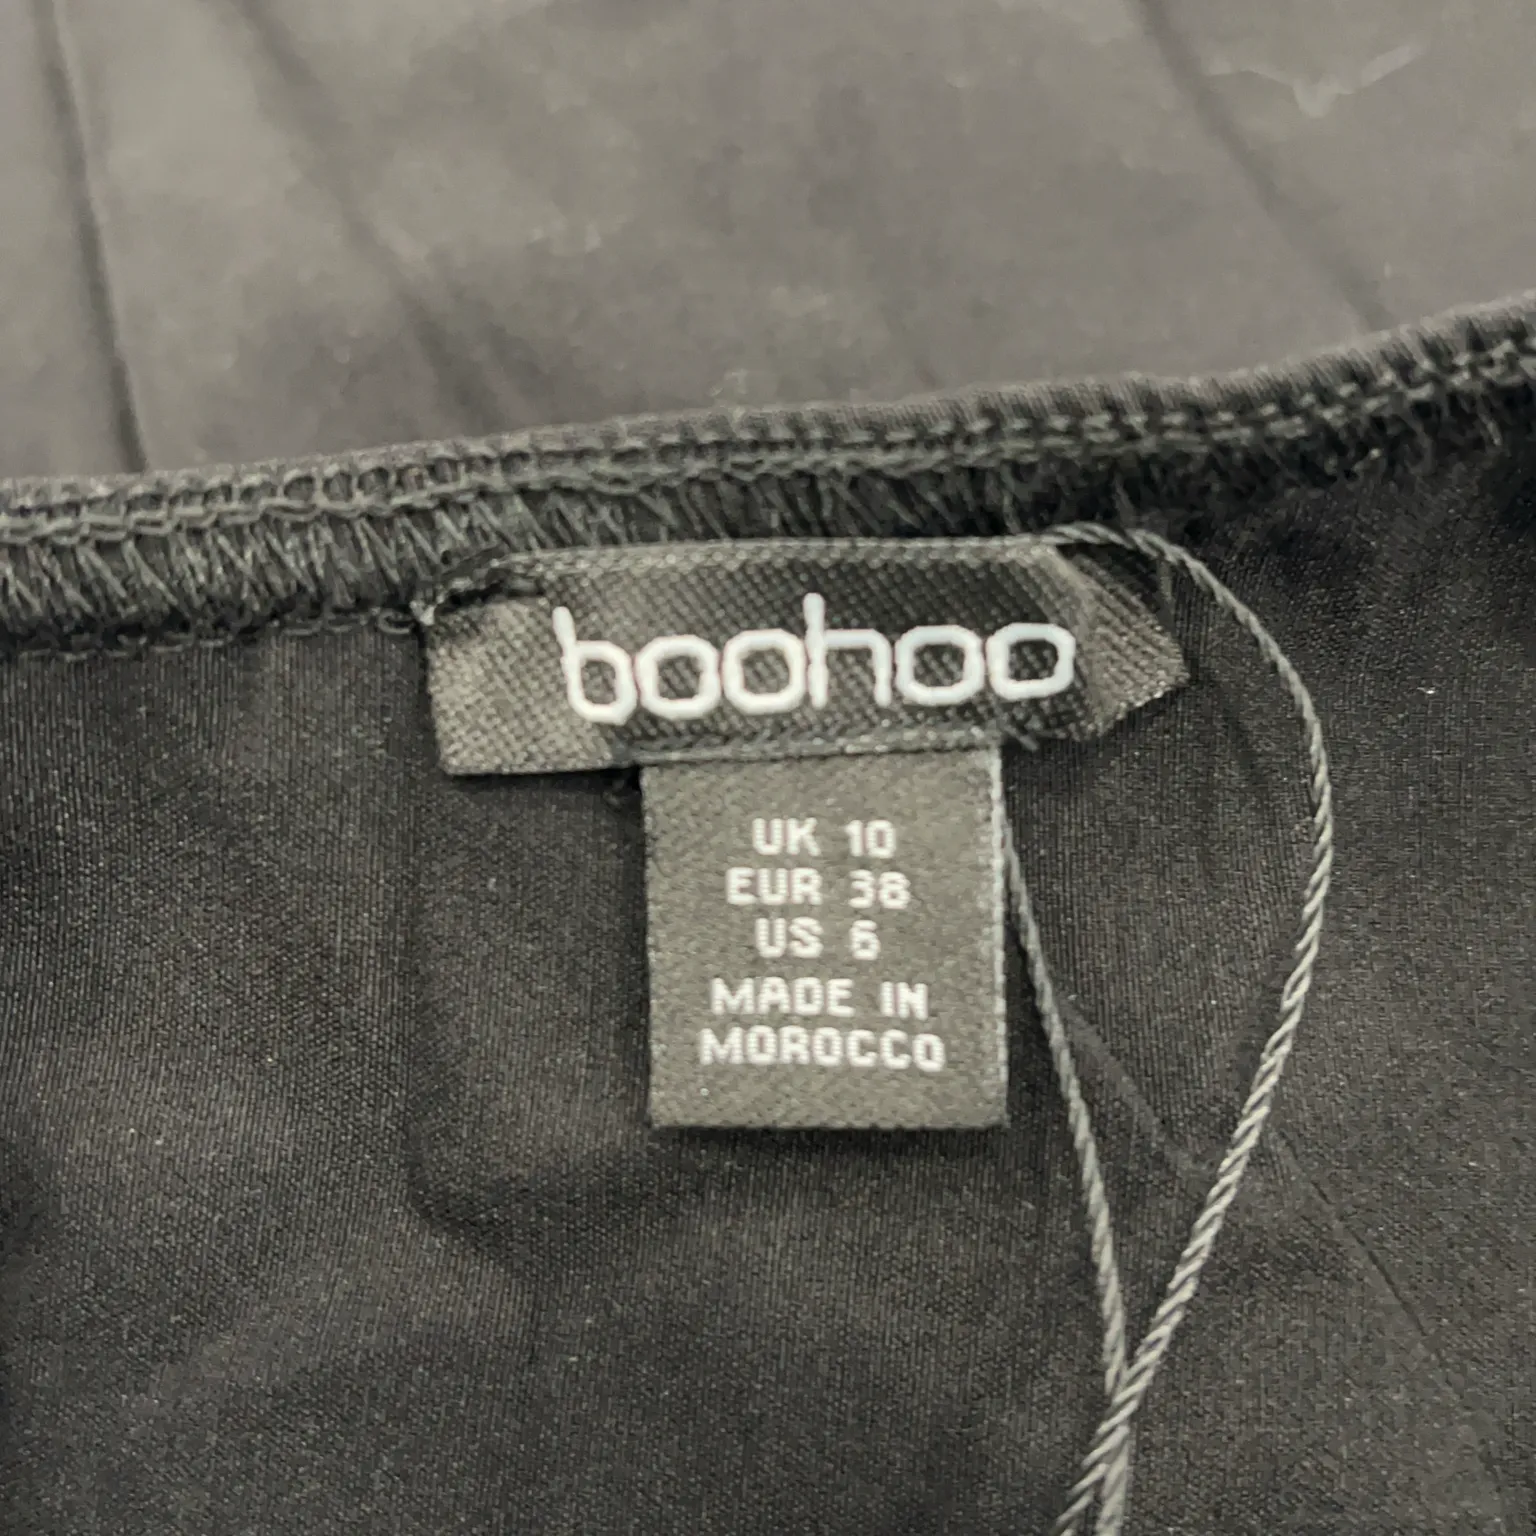 boohoo
UK 10
EUR 38
US 6
MADE IN
MOROCCO